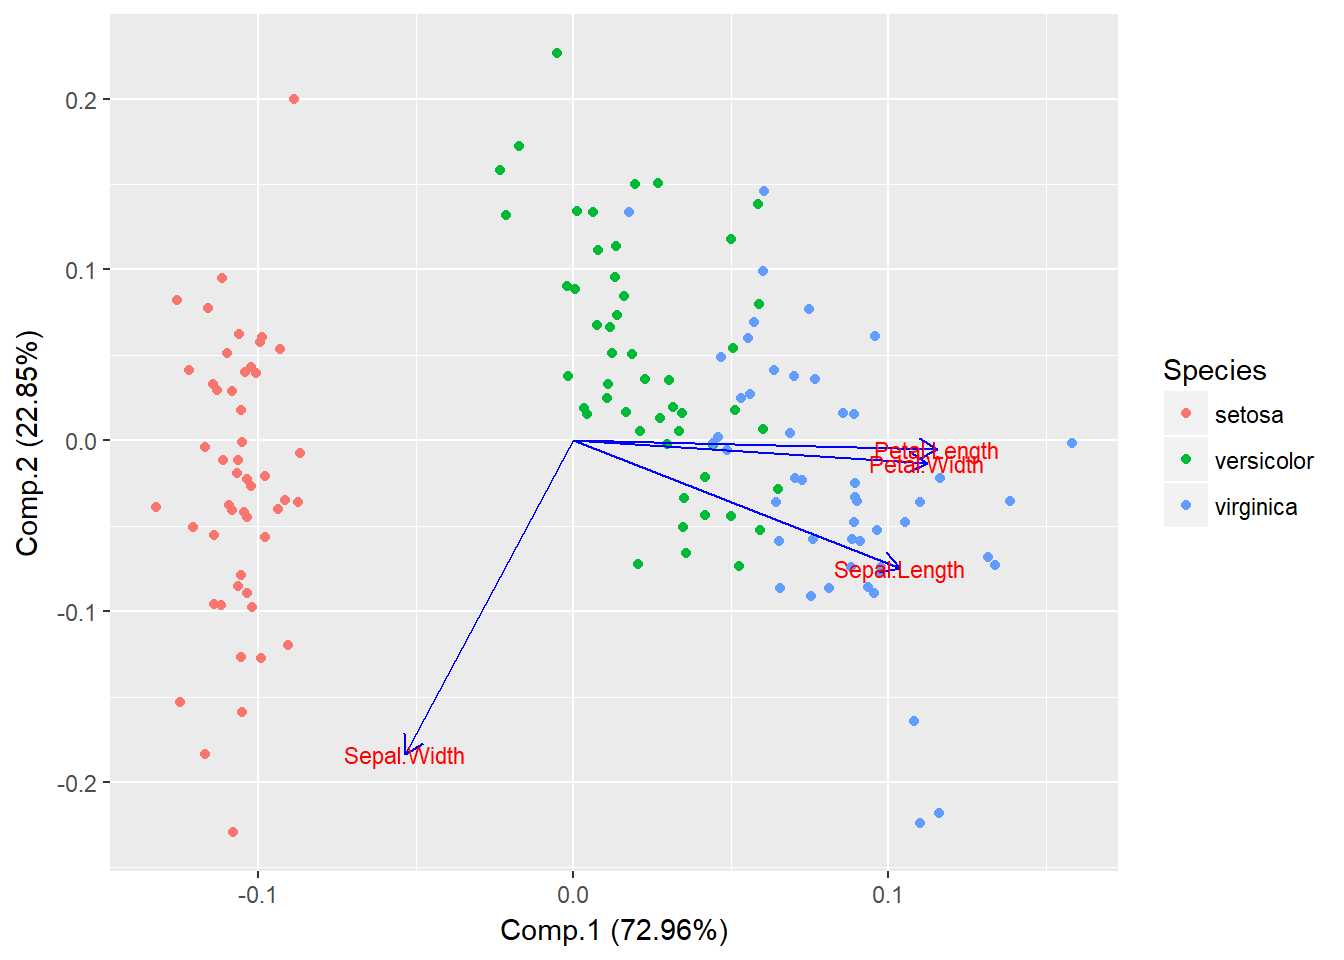 0.2
0.1
0.0
-0.1
-0.2
Comp.2 (22.85%)
Petal.Length
Petal.Width
Sepal.Length
Sepal.Width
-0.1
0.0
0.1
Comp.1 (72.96%)
Species
setosa
versicolor
virginica